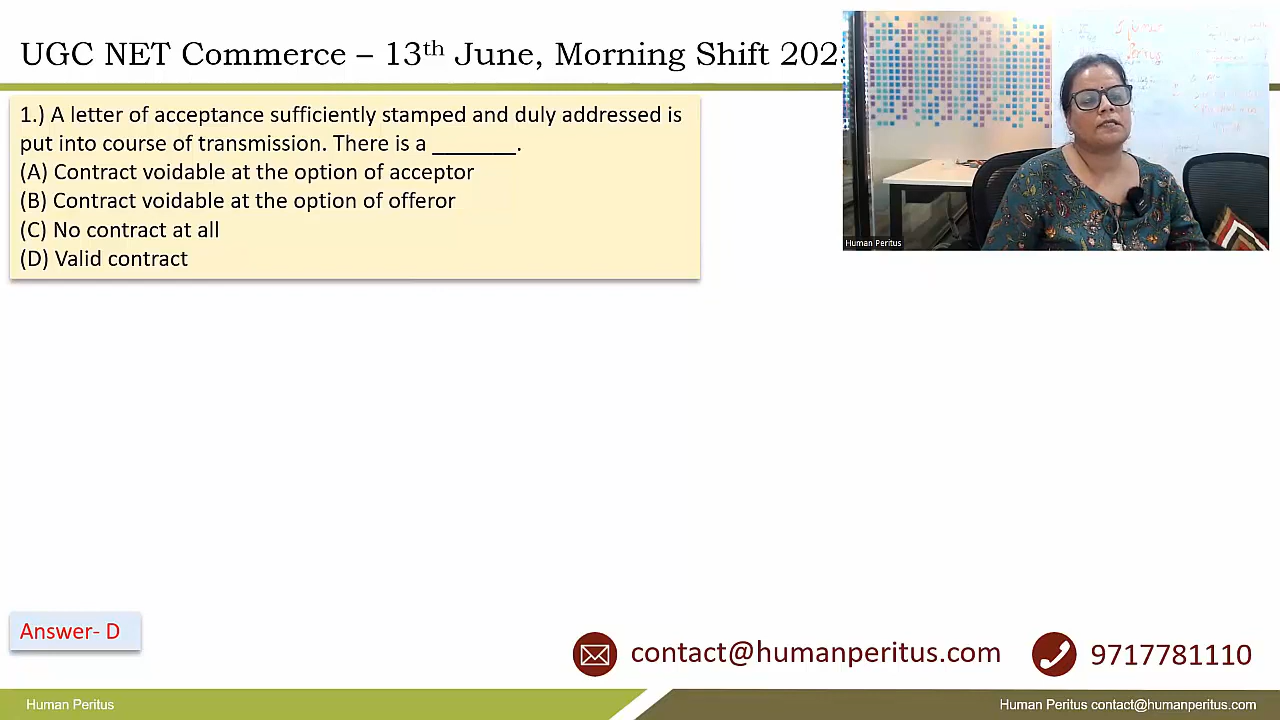 UGC NET Commerce – 13th June, Morning Shift 202
1.) A letter of acceptance sufficiently stamped and duly addressed is
put into course of transmission. There is a _______.
(A) Contract voidable at the option of acceptor
(B) Contract voidable at the option of offeror
(C) No contract at all
(D) Valid contract
Human Peritus
Answer- D
contact@humanperitus.com
9717781110
Human Peritus
Human Peritus contact@humanperitus.com